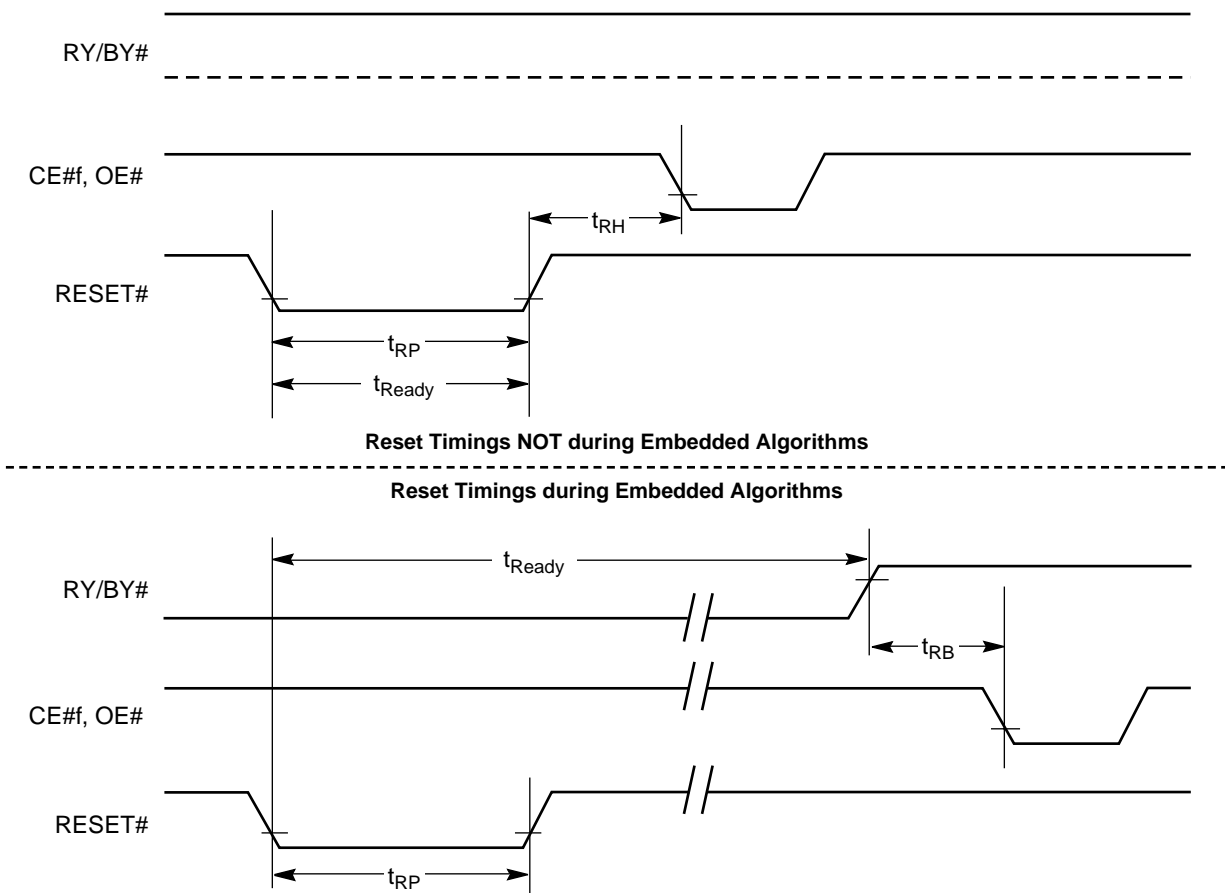 RY/BY#
CE#f, OE#
tRH
RESET#
tRP
tReady
Reset Timings NOT during Embedded Algorithms
Reset Timings during Embedded Algorithms
tReady
RY/BY#
tRB
CE#f, OE#
RESET#
tRP